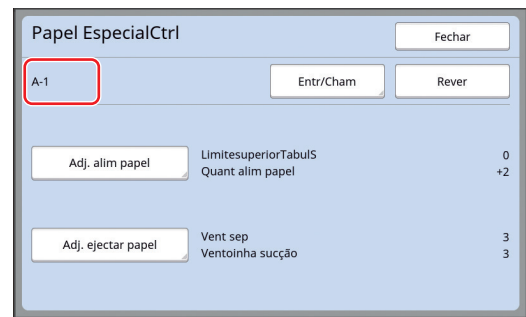 Papel EspecialCtrl
Fechar
A-1
Entr/Cham
Rever
Adj. alim papel
LimitesuperiorTabulS 0
Quant alim papel +2
Adj. ejectar papel
Vent sep 3
Ventoinha sucção 3